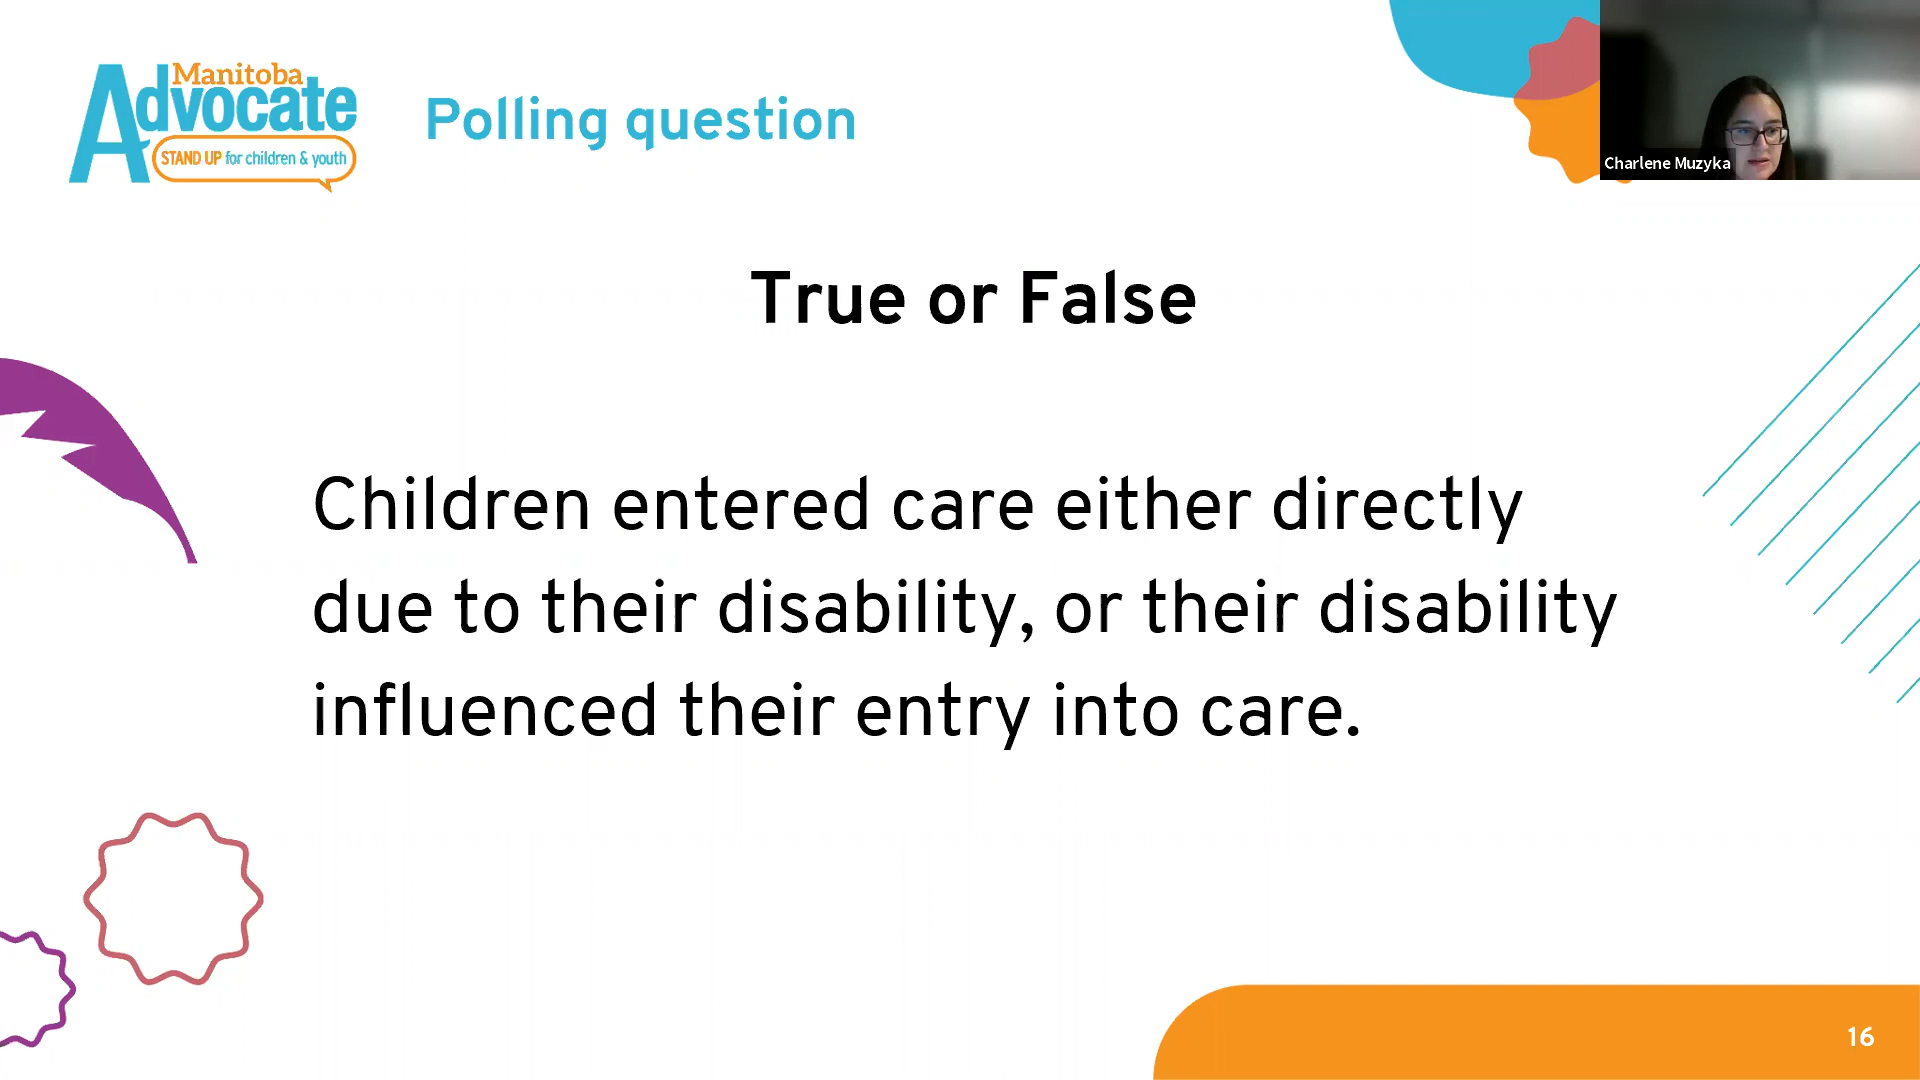 Manitoba
Advocate
STAND UP for children & youth
Polling question
Charlene Muzyka
True or False
Children entered care either directly
due to their disability, or their disability
influenced their entry into care.
16